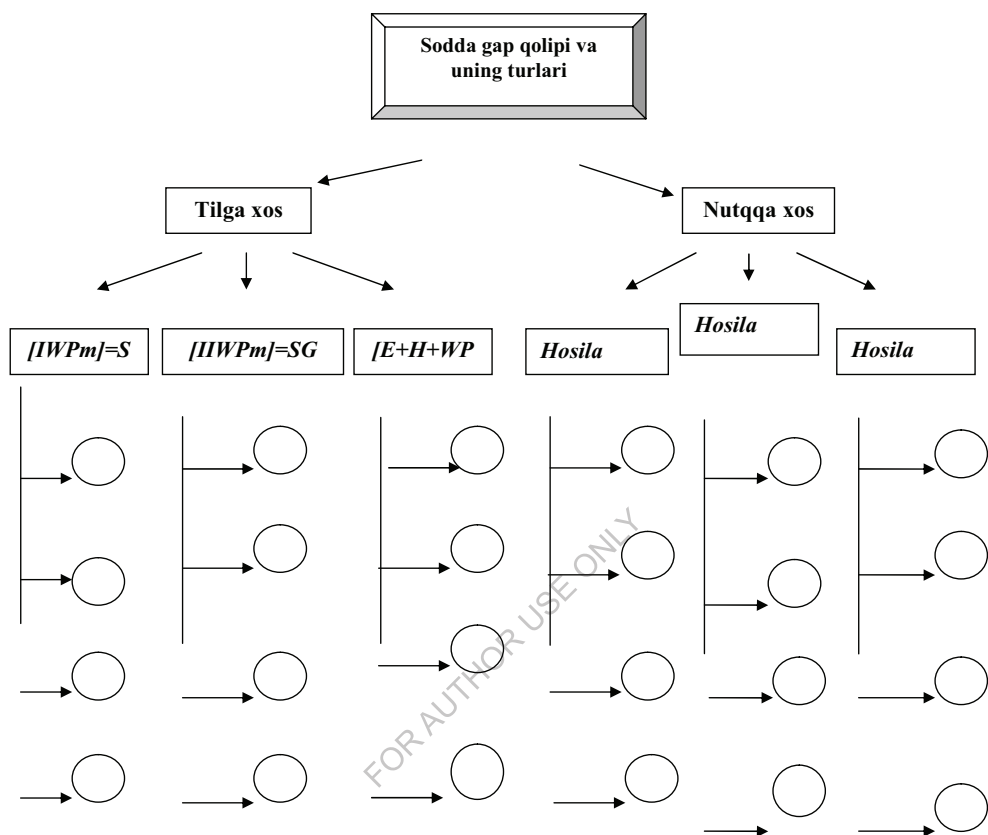 Sodda gap qolipi va
uning turlari
Tilga xos
Nutqqa xos
[IWPm]=S
[IIWPm]=SG
[E+H+WP
Hosila
Hosila
Hosila
FOR AUTHOR USE ONLY